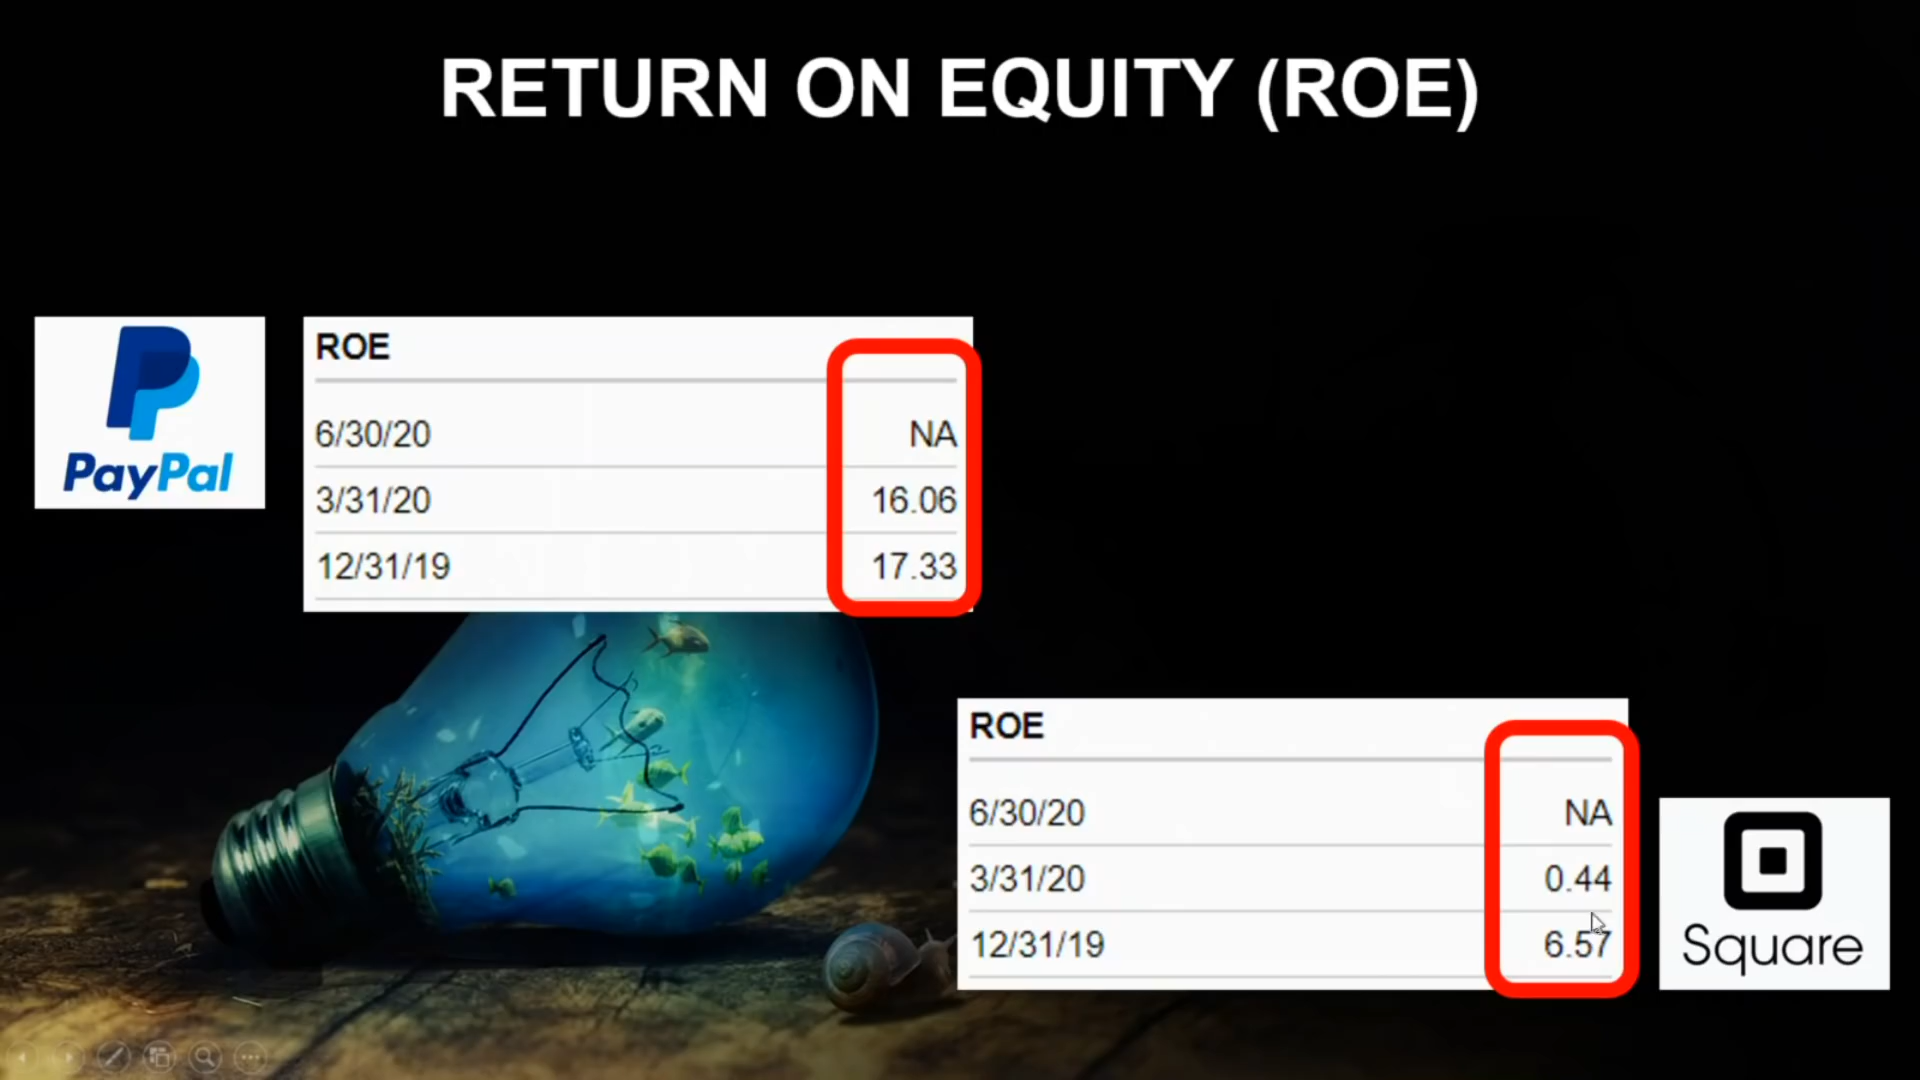 RETURN ON EQUITY (ROE)
PayPal
ROE
6/30/20 NA
3/31/20 16.06
12/31/19 17.33
ROE
6/30/20 NA
3/31/20 0.44
12/31/19 6.57
Square